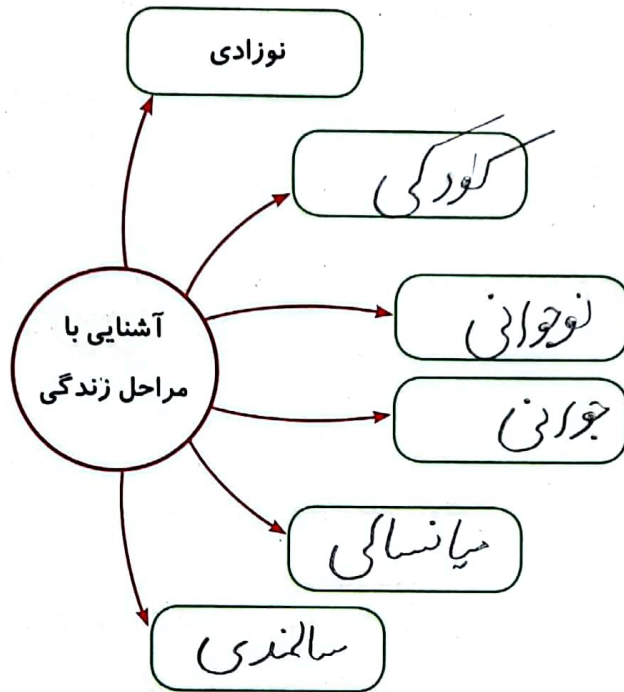 نوزادی
کودکی
نوجوانی
آشنایی با
مراحل زندگی
جوانی
میانسالی
سالمندی